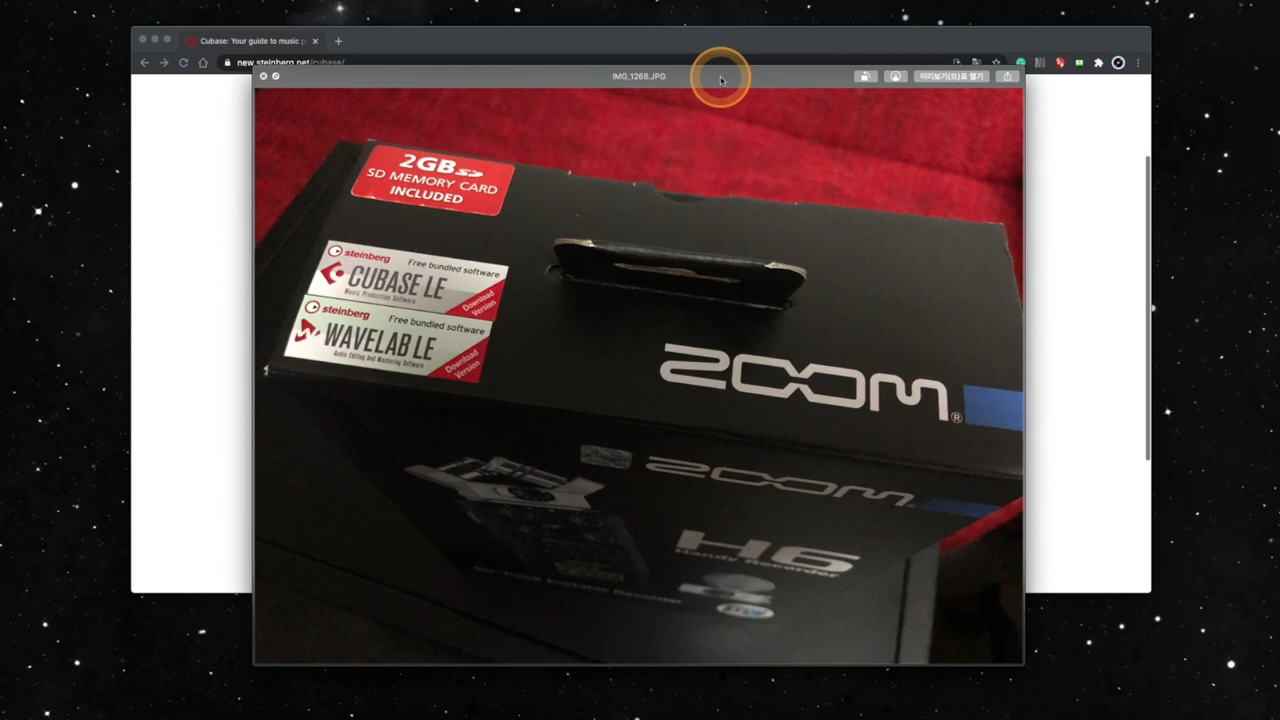 Cubase: Your guide to music p
new.steinberg.net/cubase/
IMG_1268.JPG
미리보기(으)로 열기
2GB
SD MEMORY CARD
INCLUDED
steinberg
Free bundled software
CUBASE LE
Music Production Software
Download
Version
steinberg
Free bundled software
WAVELAB LE
Audio Editing And Mastering Software
Download
Version
ZOOM®
ZOOM
H6
Handy Recorder